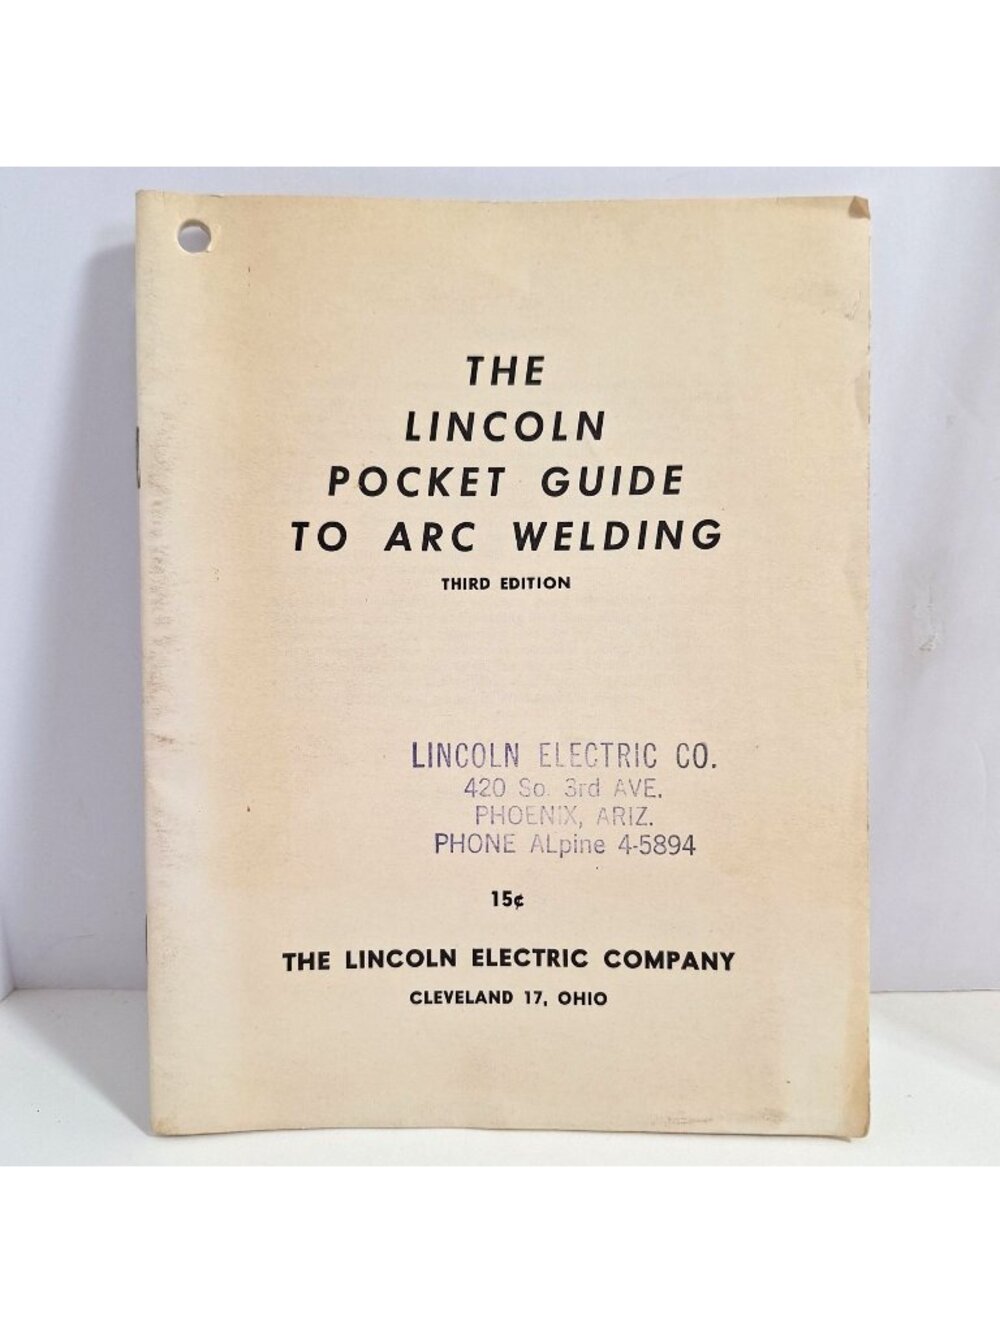 THE
LINCOLN
POCKET GUIDE
TO ARC WELDING
THIRD EDITION
LINCOLN ELECTRIC CO.
420 So. 3rd AVE.
PHOENIX, ARIZ.
PHONE ALpine 4-5894
15¢
THE LINCOLN ELECTRIC COMPANY
CLEVELAND 17, OHIO